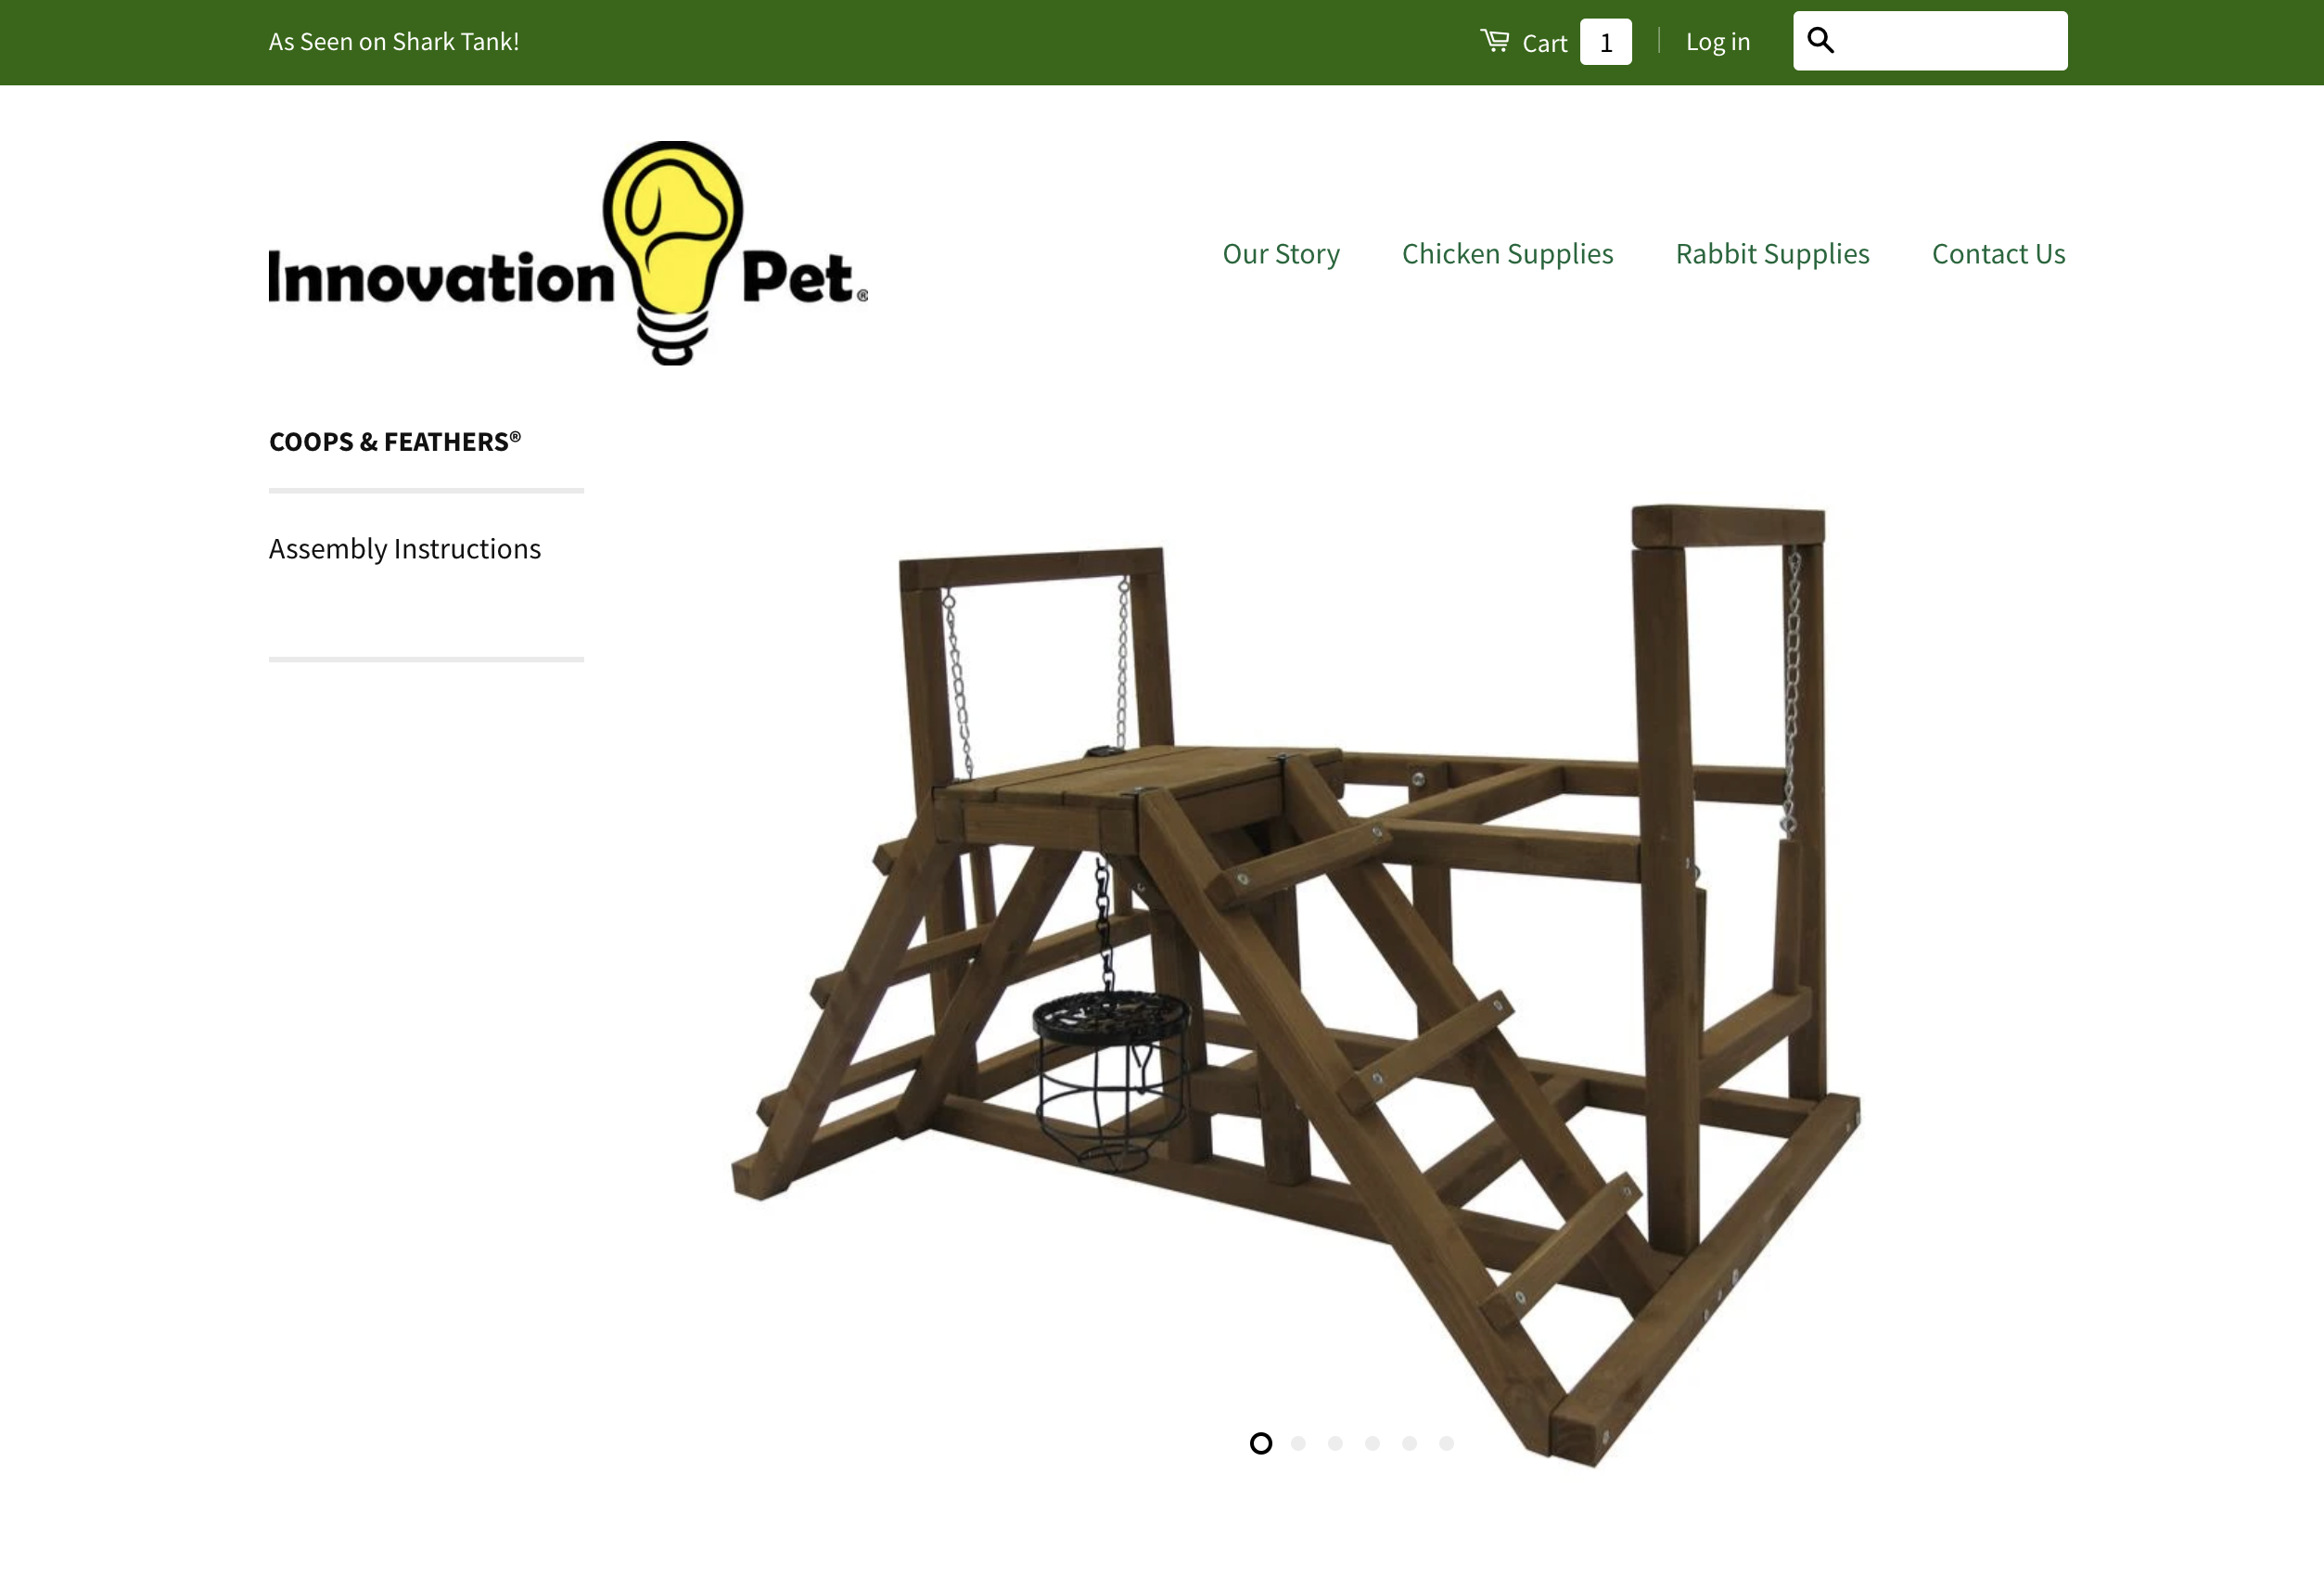 As Seen on Shark Tank!
Cart 1
Log in
Innovation Pet®
Our Story
Chicken Supplies
Rabbit Supplies
Contact Us
COOPS & FEATHERS®
Assembly Instructions